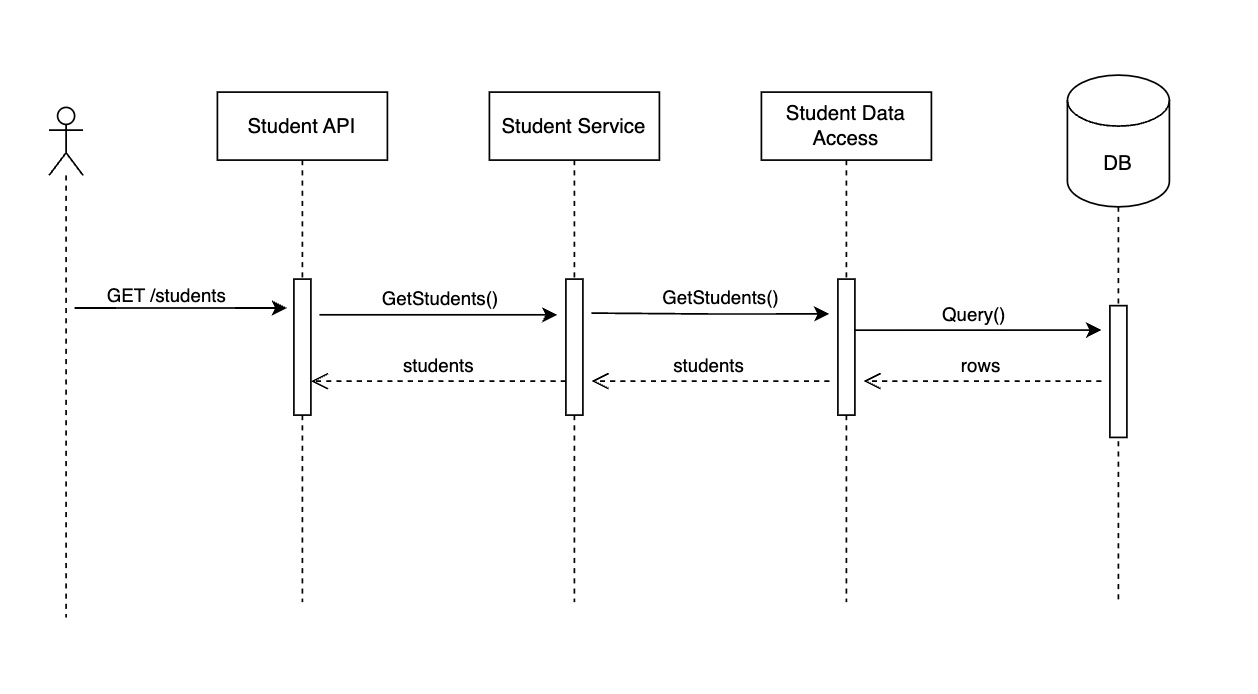 Student API
Student Service
Student Data
Access
DB
GET /students
GetStudents()
GetStudents()
Query()
students
students
rows